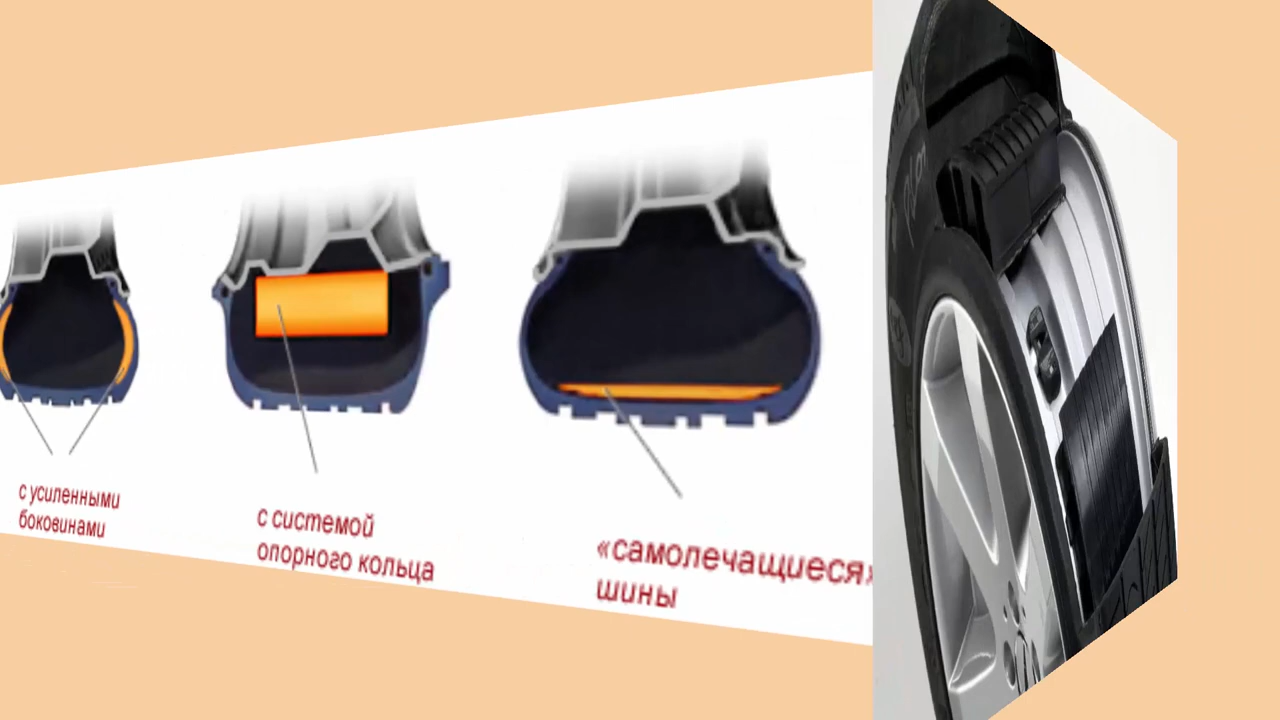 с усиленными
боковинами
с системой
опорного кольца
«самолечащиеся»
шины